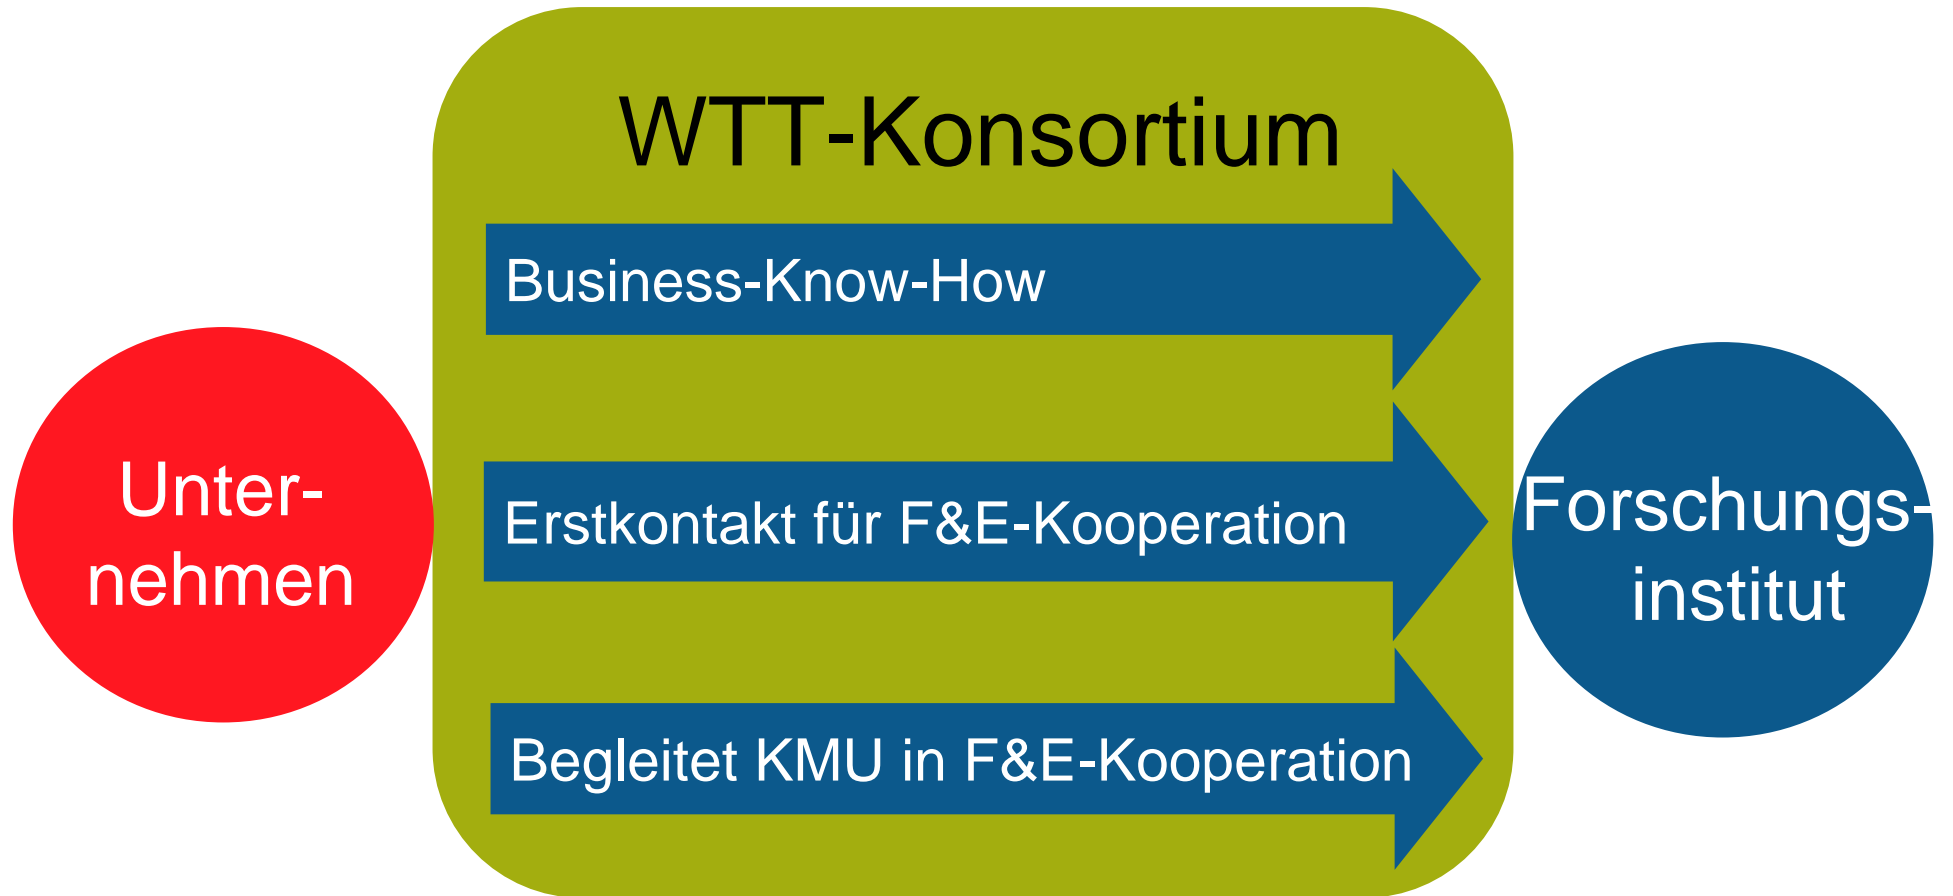 WTT-Konsortium
Business-Know-How
Unter-
nehmen
Erstkontakt für F&E-Kooperation
Forschungs-
institut
Begleitet KMU in F&E-Kooperation